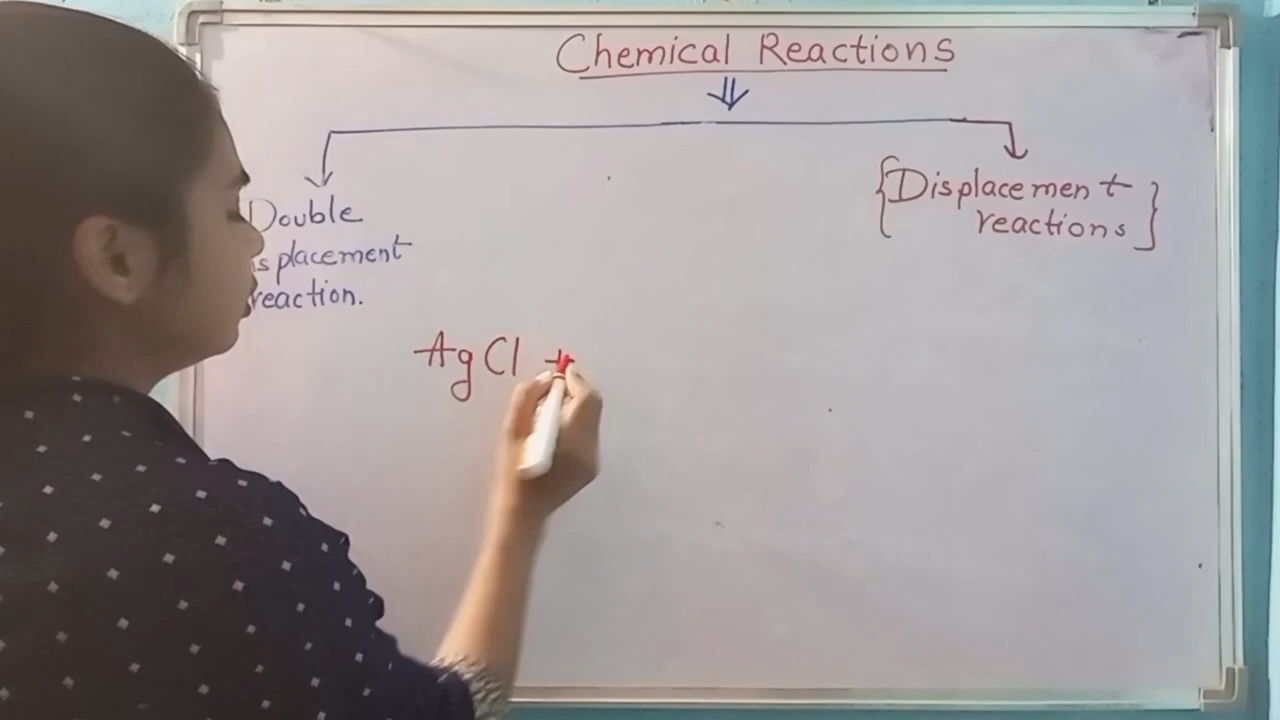 Chemical Reactions
Double
placement
reaction.
{Displacement
reactions}
AgCl +